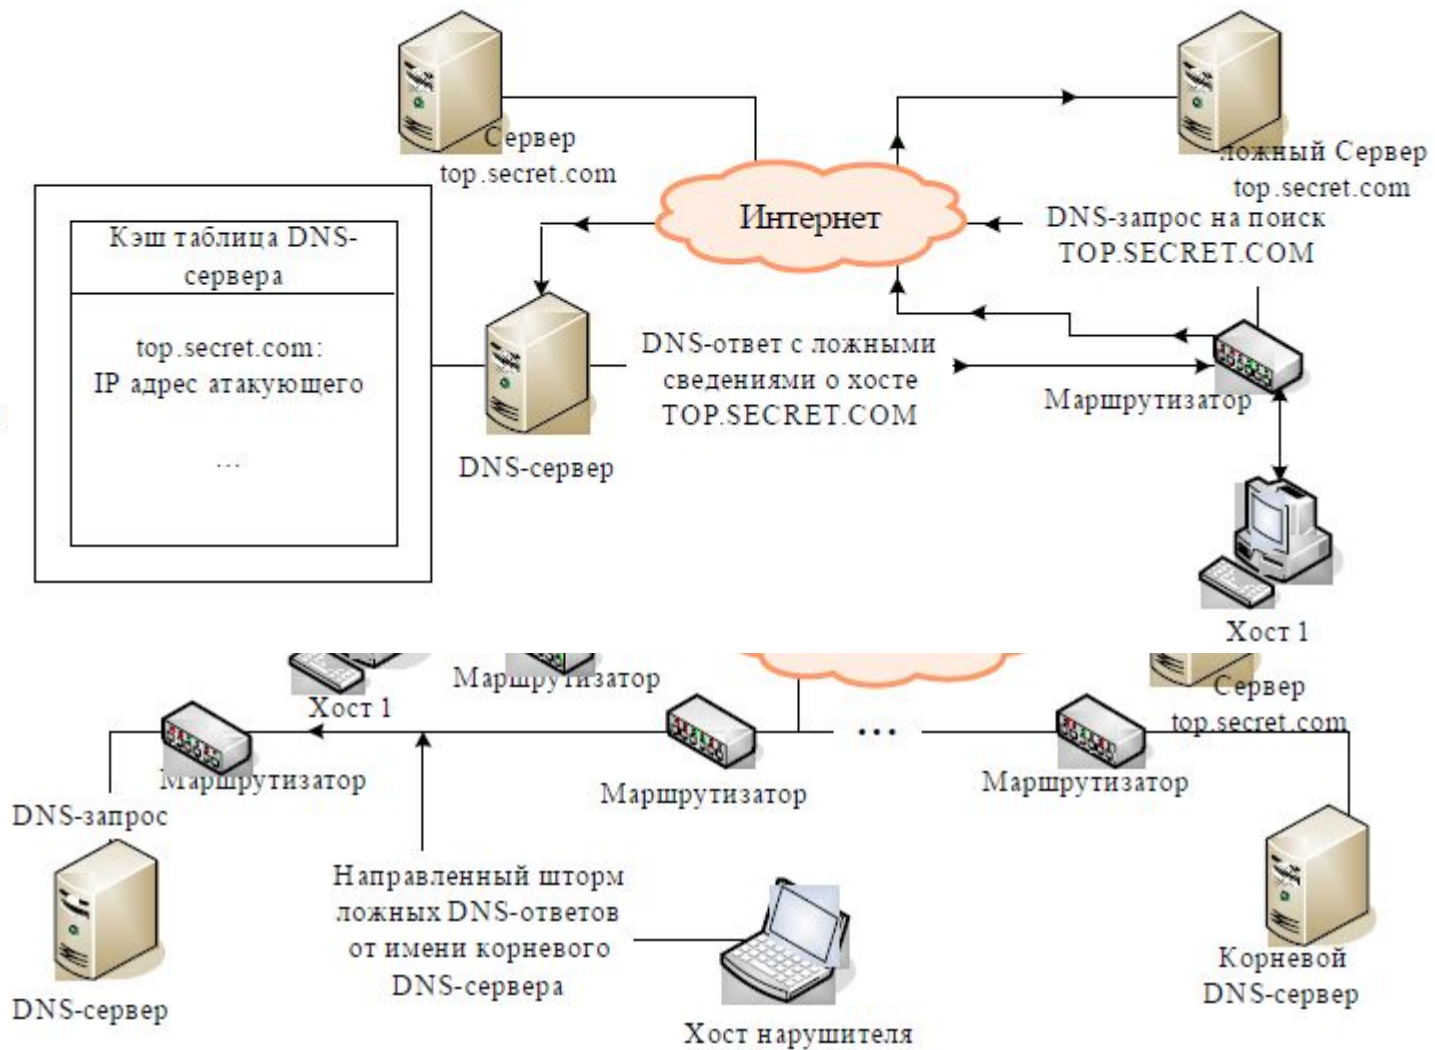 Сервер
top.secret.com
ложный Сервер
top.secret.com
Интернет
DNS-запрос на поиск
TOP.SECRET.COM
Кэш таблица DNS-
сервера
top.secret.com:
IP адрес атакующего
...
DNS-сервер
DNS-ответ с ложными
сведениями о хосте
TOP.SECRET.COM
Маршрутизатор
Хост 1
Хост 1
Маршрутизатор
Сервер
top.secret.com
Маршрутизатор
Маршрутизатор
...
Маршрутизатор
DNS-запрос
DNS-сервер
Направленный шторм
ложных DNS-ответов
от имени корневого
DNS-сервера
Хост нарушителя
Корневой
DNS-сервер